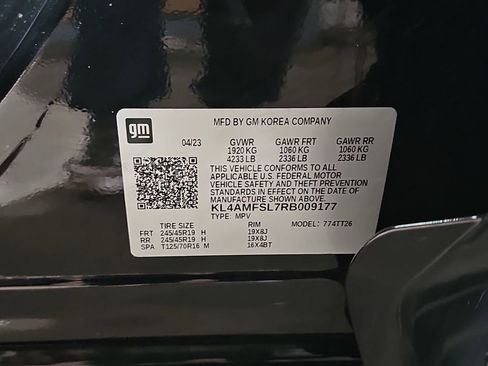 gm
MFD BY GM KOREA COMPANY
04/23 GVWR GAWR FRT GAWR RR
1920 KG 1060 KG 1060 KG
4233 LB 2336 LB 2336 LB
THIS VEHICLE CONFORMS TO ALL
APPLICABLE U.S. FEDERAL MOTOR
VEHICLE SAFETY AND THEFT PREVENTION
STANDARDS IN EFFECT ON THE DATE OF
MANUFACTURE SHOWN ABOVE.
KL4AMFSL7RB009177
TYPE: MPV
TIRE SIZE RIM MODEL: 774TT26
FRT 245/45R19 H 19X8J
RR 245/45R19 H 19X8J
SPA T125/70R16 M 16X4BT